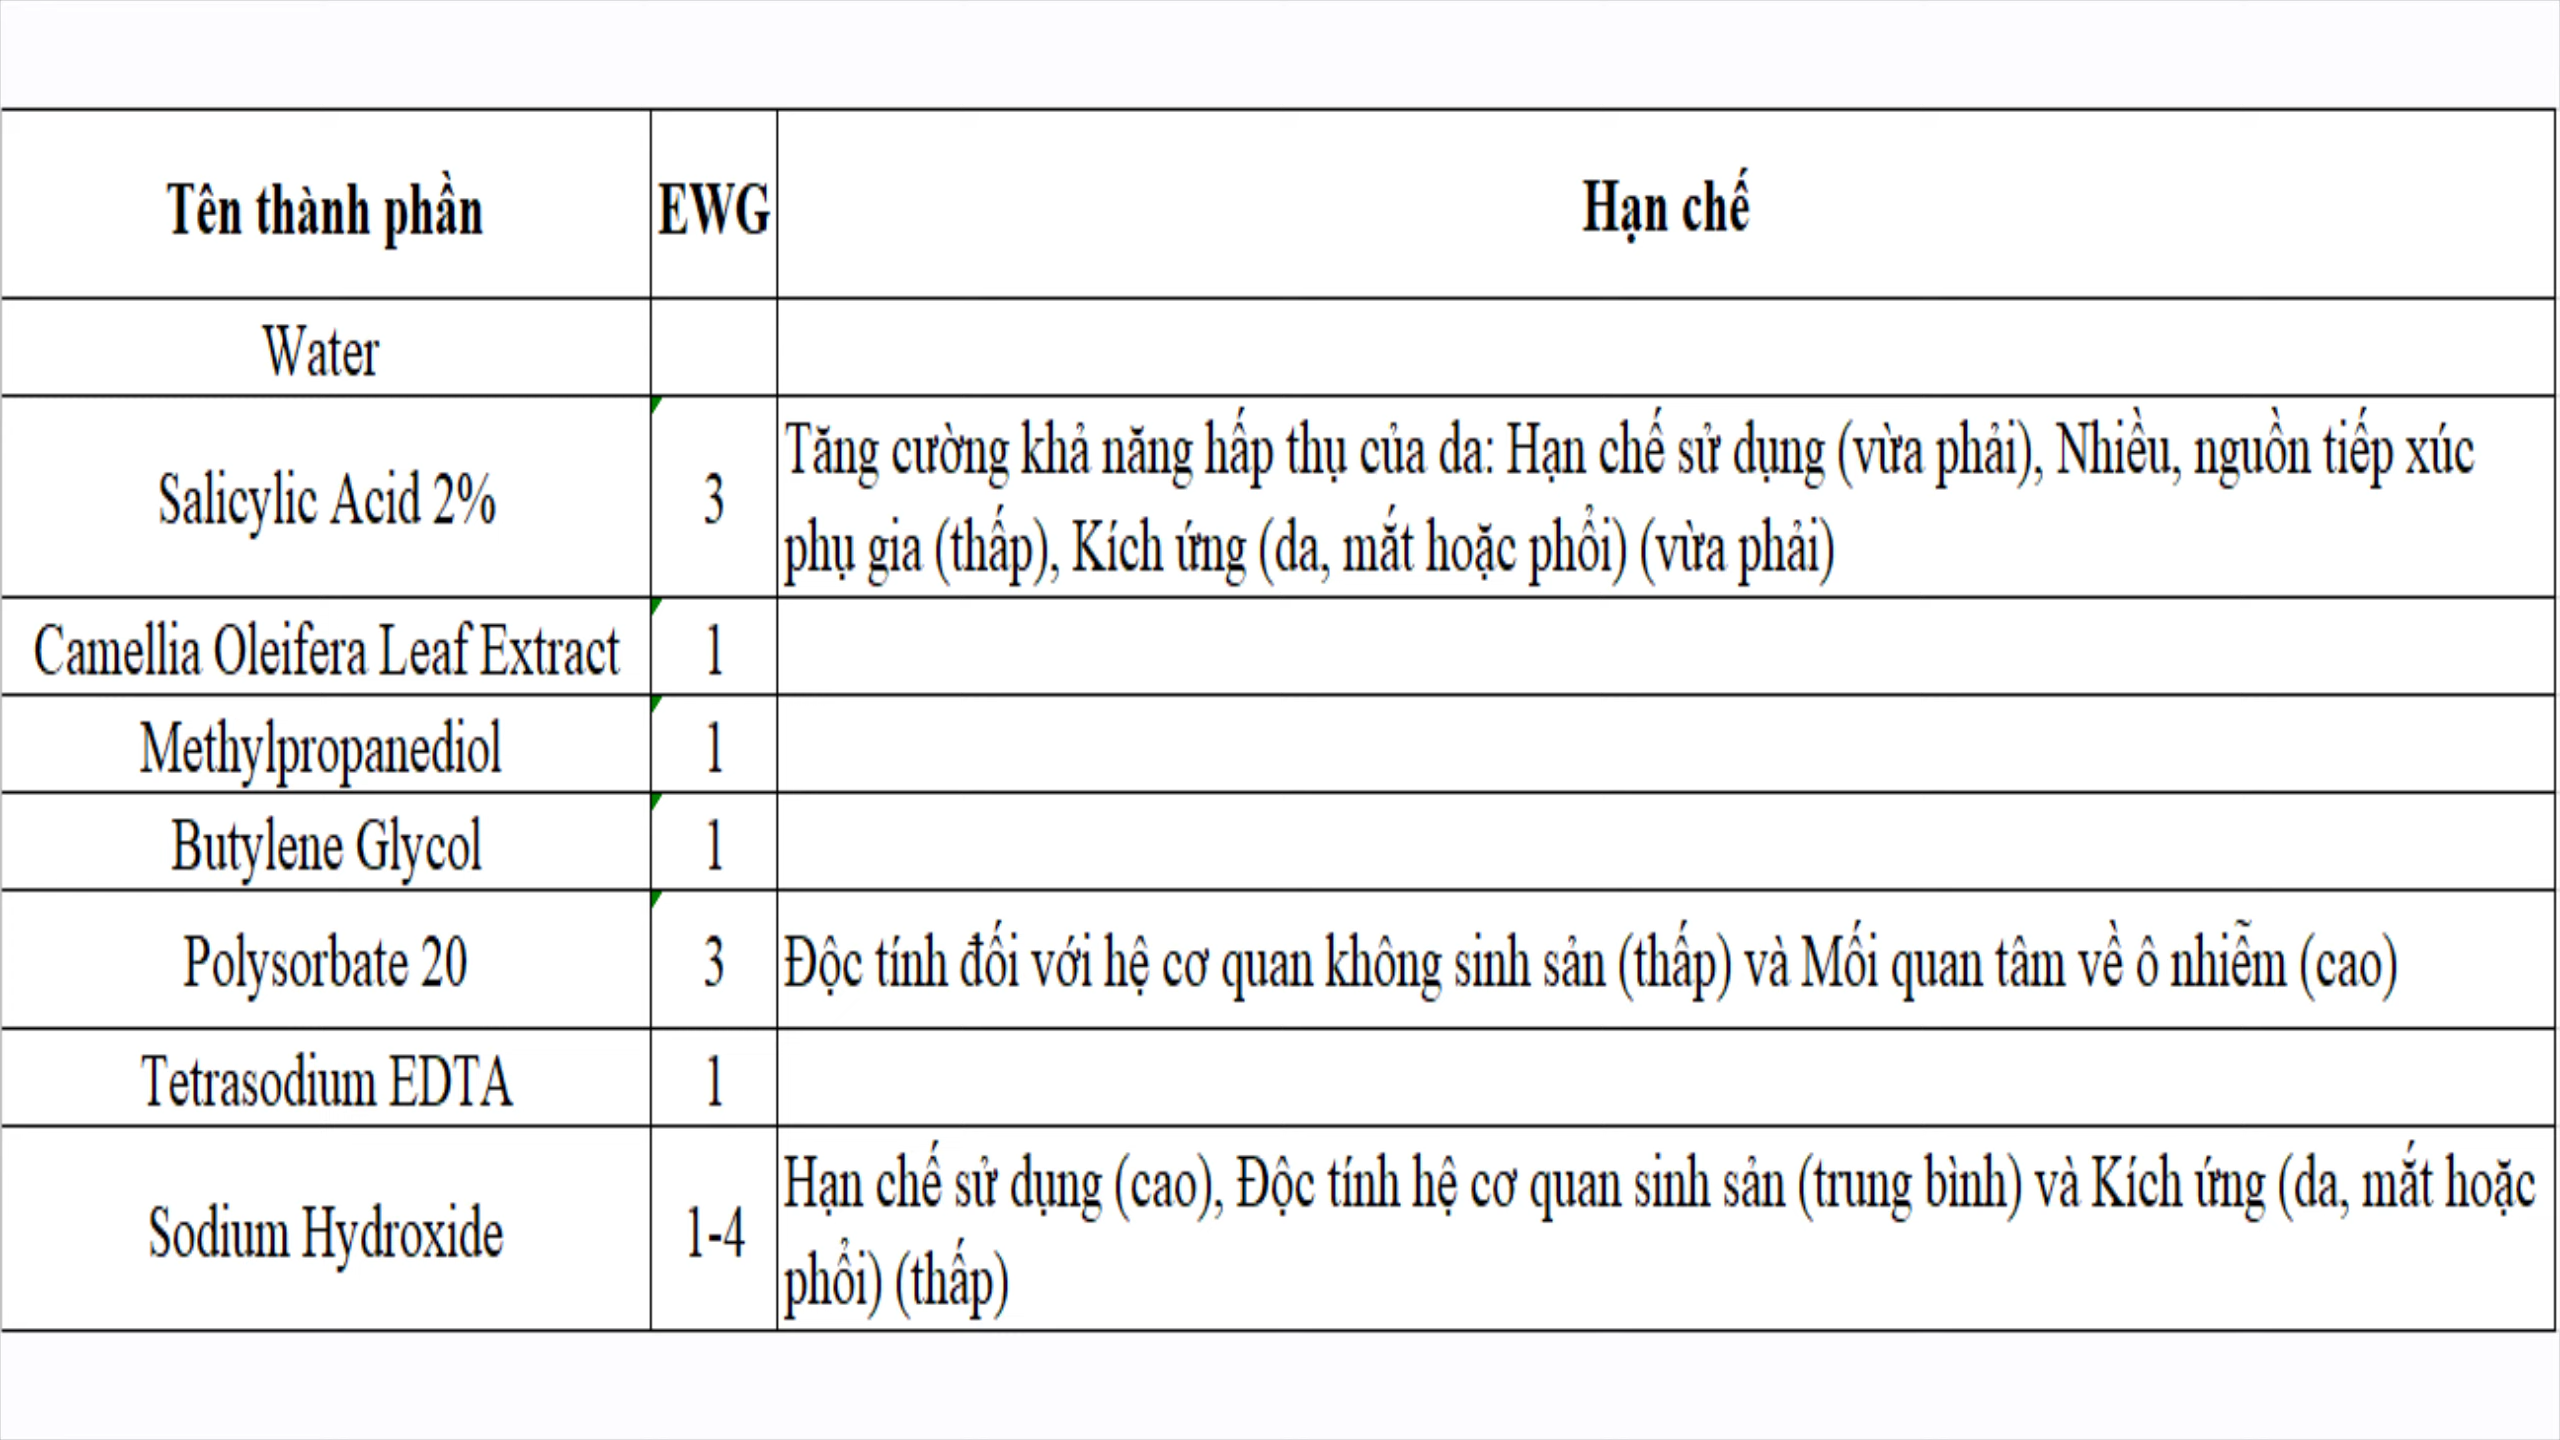 Tên thành phần EWG Hạn chế
Water
Salicylic Acid 2% 3 Tăng cường khả năng hấp thụ của da: Hạn chế sử dụng (vừa phải), Nhiều, nguồn tiếp xúc
phụ gia (thấp), Kích ứng (da, mắt hoặc phổi) (vừa phải)
Camellia Oleifera Leaf Extract 1
Methylpropanediol 1
Butylene Glycol 1
Polysorbate 20 3 Độc tính đối với hệ cơ quan không sinh sản (thấp) và Mối quan tâm về ô nhiễm (cao)
Tetrasodium EDTA 1
Sodium Hydroxide 1-4 Hạn chế sử dụng (cao), Độc tính hệ cơ quan sinh sản (trung bình) và Kích ứng (da, mắt hoặc
phổi) (thấp)